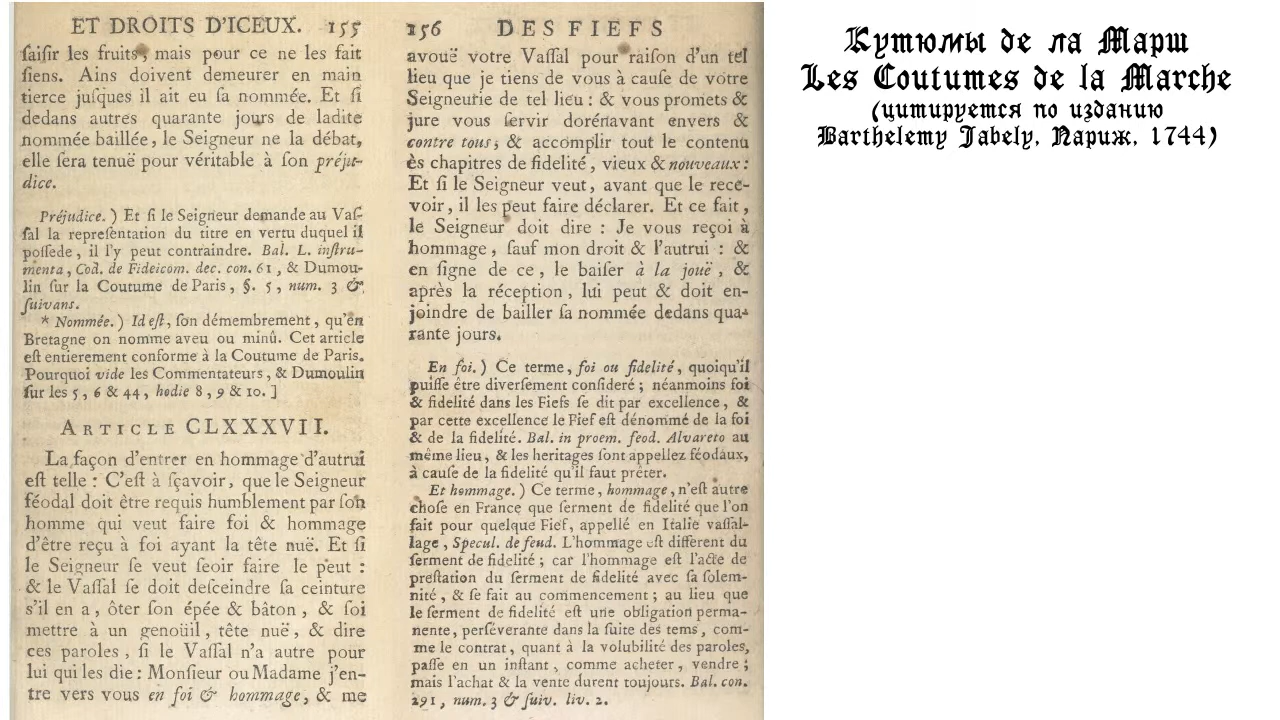 ET DROITS D'ICEUX. 155
ſaiſir les fruits, mais pour ce ne les fait
ſiens. Ains doivent demeurer en main
tierce juſques il ait eu ſa nommée. Et ſi
dedans autres quarante jours de ladite
nommée baillée, le Seigneur ne la débat,
elle ſera tenuë pour véritable à ſon préju-
dice.
Préjudice. ) Et ſi le Seigneur demande au Vaſ-
ſal la repreſentation du titre en vertu duquel il
poſſede, il l'y peut contraindre. Bal. L. inſtru-
menta, Cod. de Fideicom. dec. con. 61, & Dumou-
lin ſur la Coutume de Paris, §. 5, num. 3 &
ſuivans.
* Nommée. ) Id eſt, ſon démembrement, qu'en
Bretagne on nomme aveu ou minû. Cet article
eſt entierement conforme à la Coutume de Paris.
Pourquoi vide les Commentateurs, & Dumoulin
ſur les 5, 6 & 44, hodie 8, 9 & 10. ]
ARTICLE CLXXXVII.
La façon d'entrer en hommage d'autrui
eſt telle : C'eſt à ſçavoir, que le Seigneur
féodal doit être requis humblement par ſon
homme qui veut faire foi & hommage
d'être reçu à foi ayant la tête nuë. Et ſi
le Seigneur ſe veut ſeoir faire le peut :
& le Vaſſal ſe doit deſceindre ſa ceinture
s'il en a, ôter ſon épée & bâton, & ſoi
mettre à un genoüil, tête nuë, & dire
ces paroles, ſi le Vaſſal n'a autre pour
lui qui les die : Monſieur ou Madame j'en-
tre vers vous en foi & hommage, & me
156 DES FIEFS
avouë votre Vaſſal pour raiſon d'un tel
lieu que je tiens de vous à cauſe de votre
Seigneurie de tel lieu : & vous promets &
jure vous ſervir dorénavant envers &
contre tous, & accomplir tout le contenu
ès chapitres de fidelité, vieux & nouveaux :
Et ſi le Seigneur veut, avant que le rece-
voir, il les peut faire déclarer. Et ce fait,
le Seigneur doit dire : Je vous reçoi à
hommage, ſauf mon droit & l'autrui : &
en ſigne de ce, le baiſer à la jouë, &
après la réception, lui peut & doit en-
joindre de bailler ſa nommée dedans qua-
rante jours.
En foi. ) Ce terme, foi ou fidelité, quoiqu'il
puiſſe être diverſement conſideré ; néanmoins foi
& fidelité dans les Fiefs ſe dit par excellence, &
par cette excellence le Fief eſt dénommé de la foi
& de la fidelité. Bal. in proem. feod. Alvareto au
même lieu, & les heritages ſont appellez féodaux,
à cauſe de la fidelité qu'il faut prêter.
Et hommage. ) Ce terme, hommage, n'eſt autre
choſe en France que ſerment de fidelité que l'on
fait pour quelque Fief, appellé en Italie vaſſal-
lage, Specul. de feud. L'hommage eſt different du
ſerment de fidelité ; car l'hommage eſt l'acte de
preſtation du ſerment de fidelité avec ſa ſolem-
nité, & ſe fait au commencement ; au lieu que
le ſerment de fidelité eſt une obligation perma-
nente, perſévérante dans la ſuite des tems, com-
me le contrat, quant à la volubilité des paroles,
paſſe en un inſtant, comme acheter, vendre ;
mais l'achat & la vente durent toujours. Bal. con.
291, num. 3 & ſuiv. liv. 2.
Кутюмы де ла Марш
Les Coutumes de la Marche
(цитируется по изданию
Barthelemy Jabely, Париж, 1744)